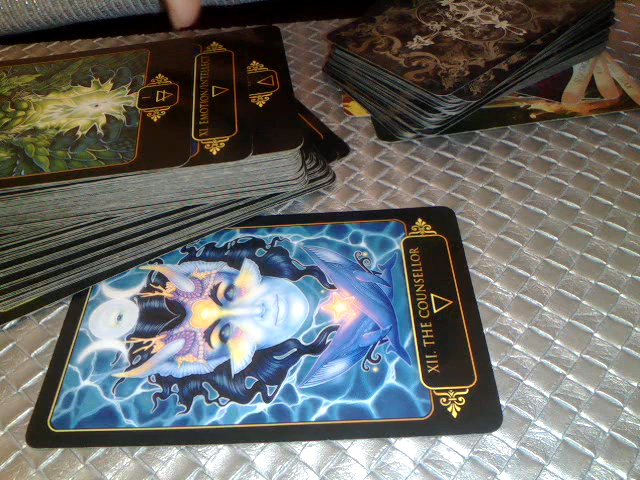 XI. EMOTION/INTELLECT
I
XII. THE COUNSELLOR